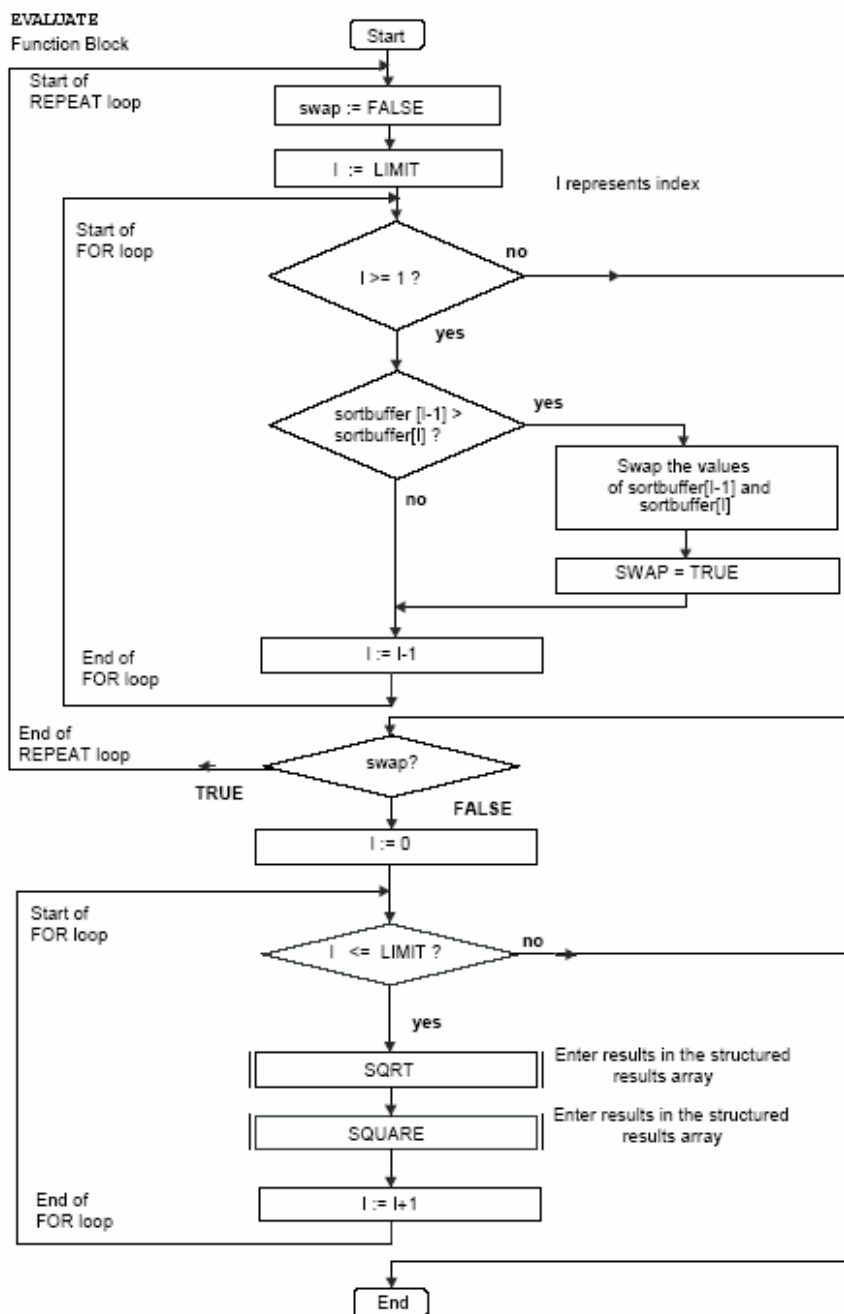 EVALUATE
Function Block
Start
Start of
REPEAT loop
swap := FALSE
I := LIMIT
I represents index
Start of
FOR loop
I >= 1 ?
no
yes
sortbuffer [I-1] >
sortbuffer[I] ?
yes
Swap the values
of sortbuffer[I-1] and
sortbuffer[I]
no
SWAP = TRUE
I := I-1
End of
FOR loop
End of
REPEAT loop
swap?
TRUE
FALSE
I := 0
Start of
FOR loop
I <= LIMIT ?
no
yes
SQRT
Enter results in the structured
results array
SQUARE
Enter results in the structured
results array
End of
FOR loop
I := I+1
End